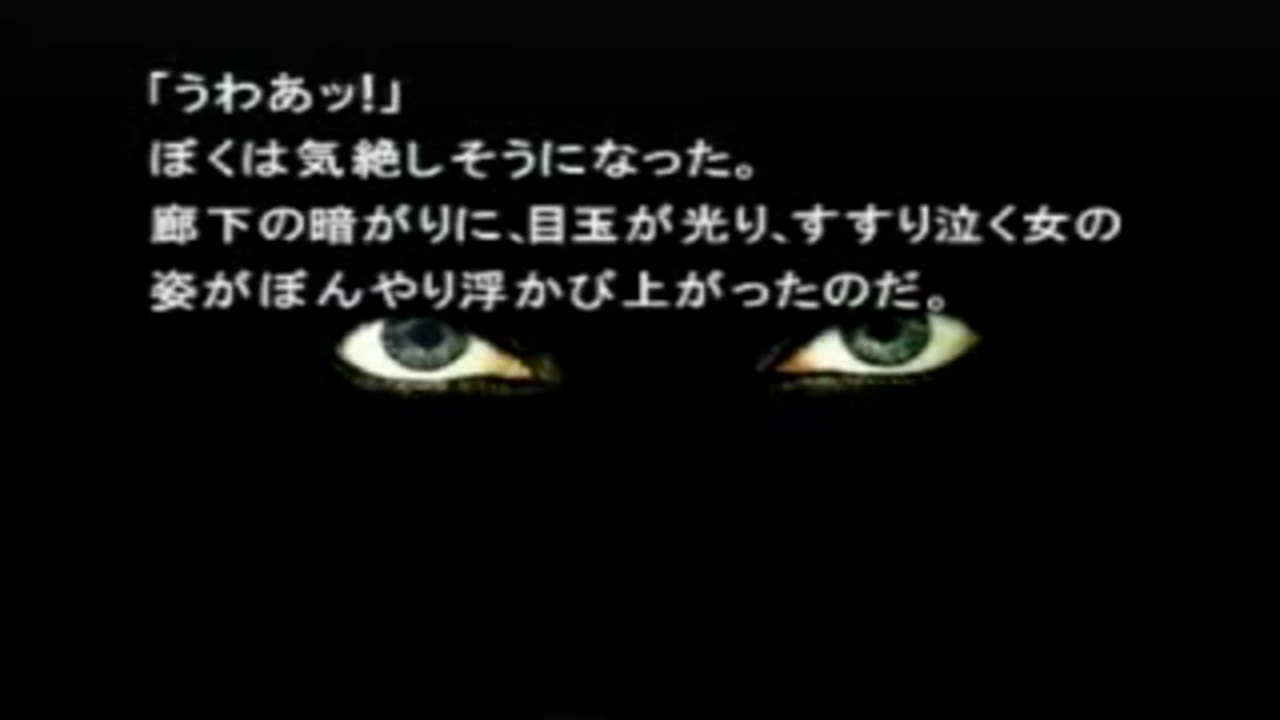 「うわあッ!」
ぼくは気絶しそうになった。
廊下の暗がりに、目玉が光り、すすり泣く女の
姿がぼんやり浮かび上がったのだ。